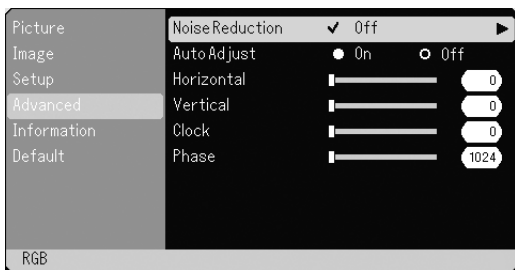 Picture
Image
Setup
Advanced
Information
Default
Noise Reduction ✔ Off
Auto Adjust On Off
Horizontal 0
Vertical 0
Clock 0
Phase 1024
RGB